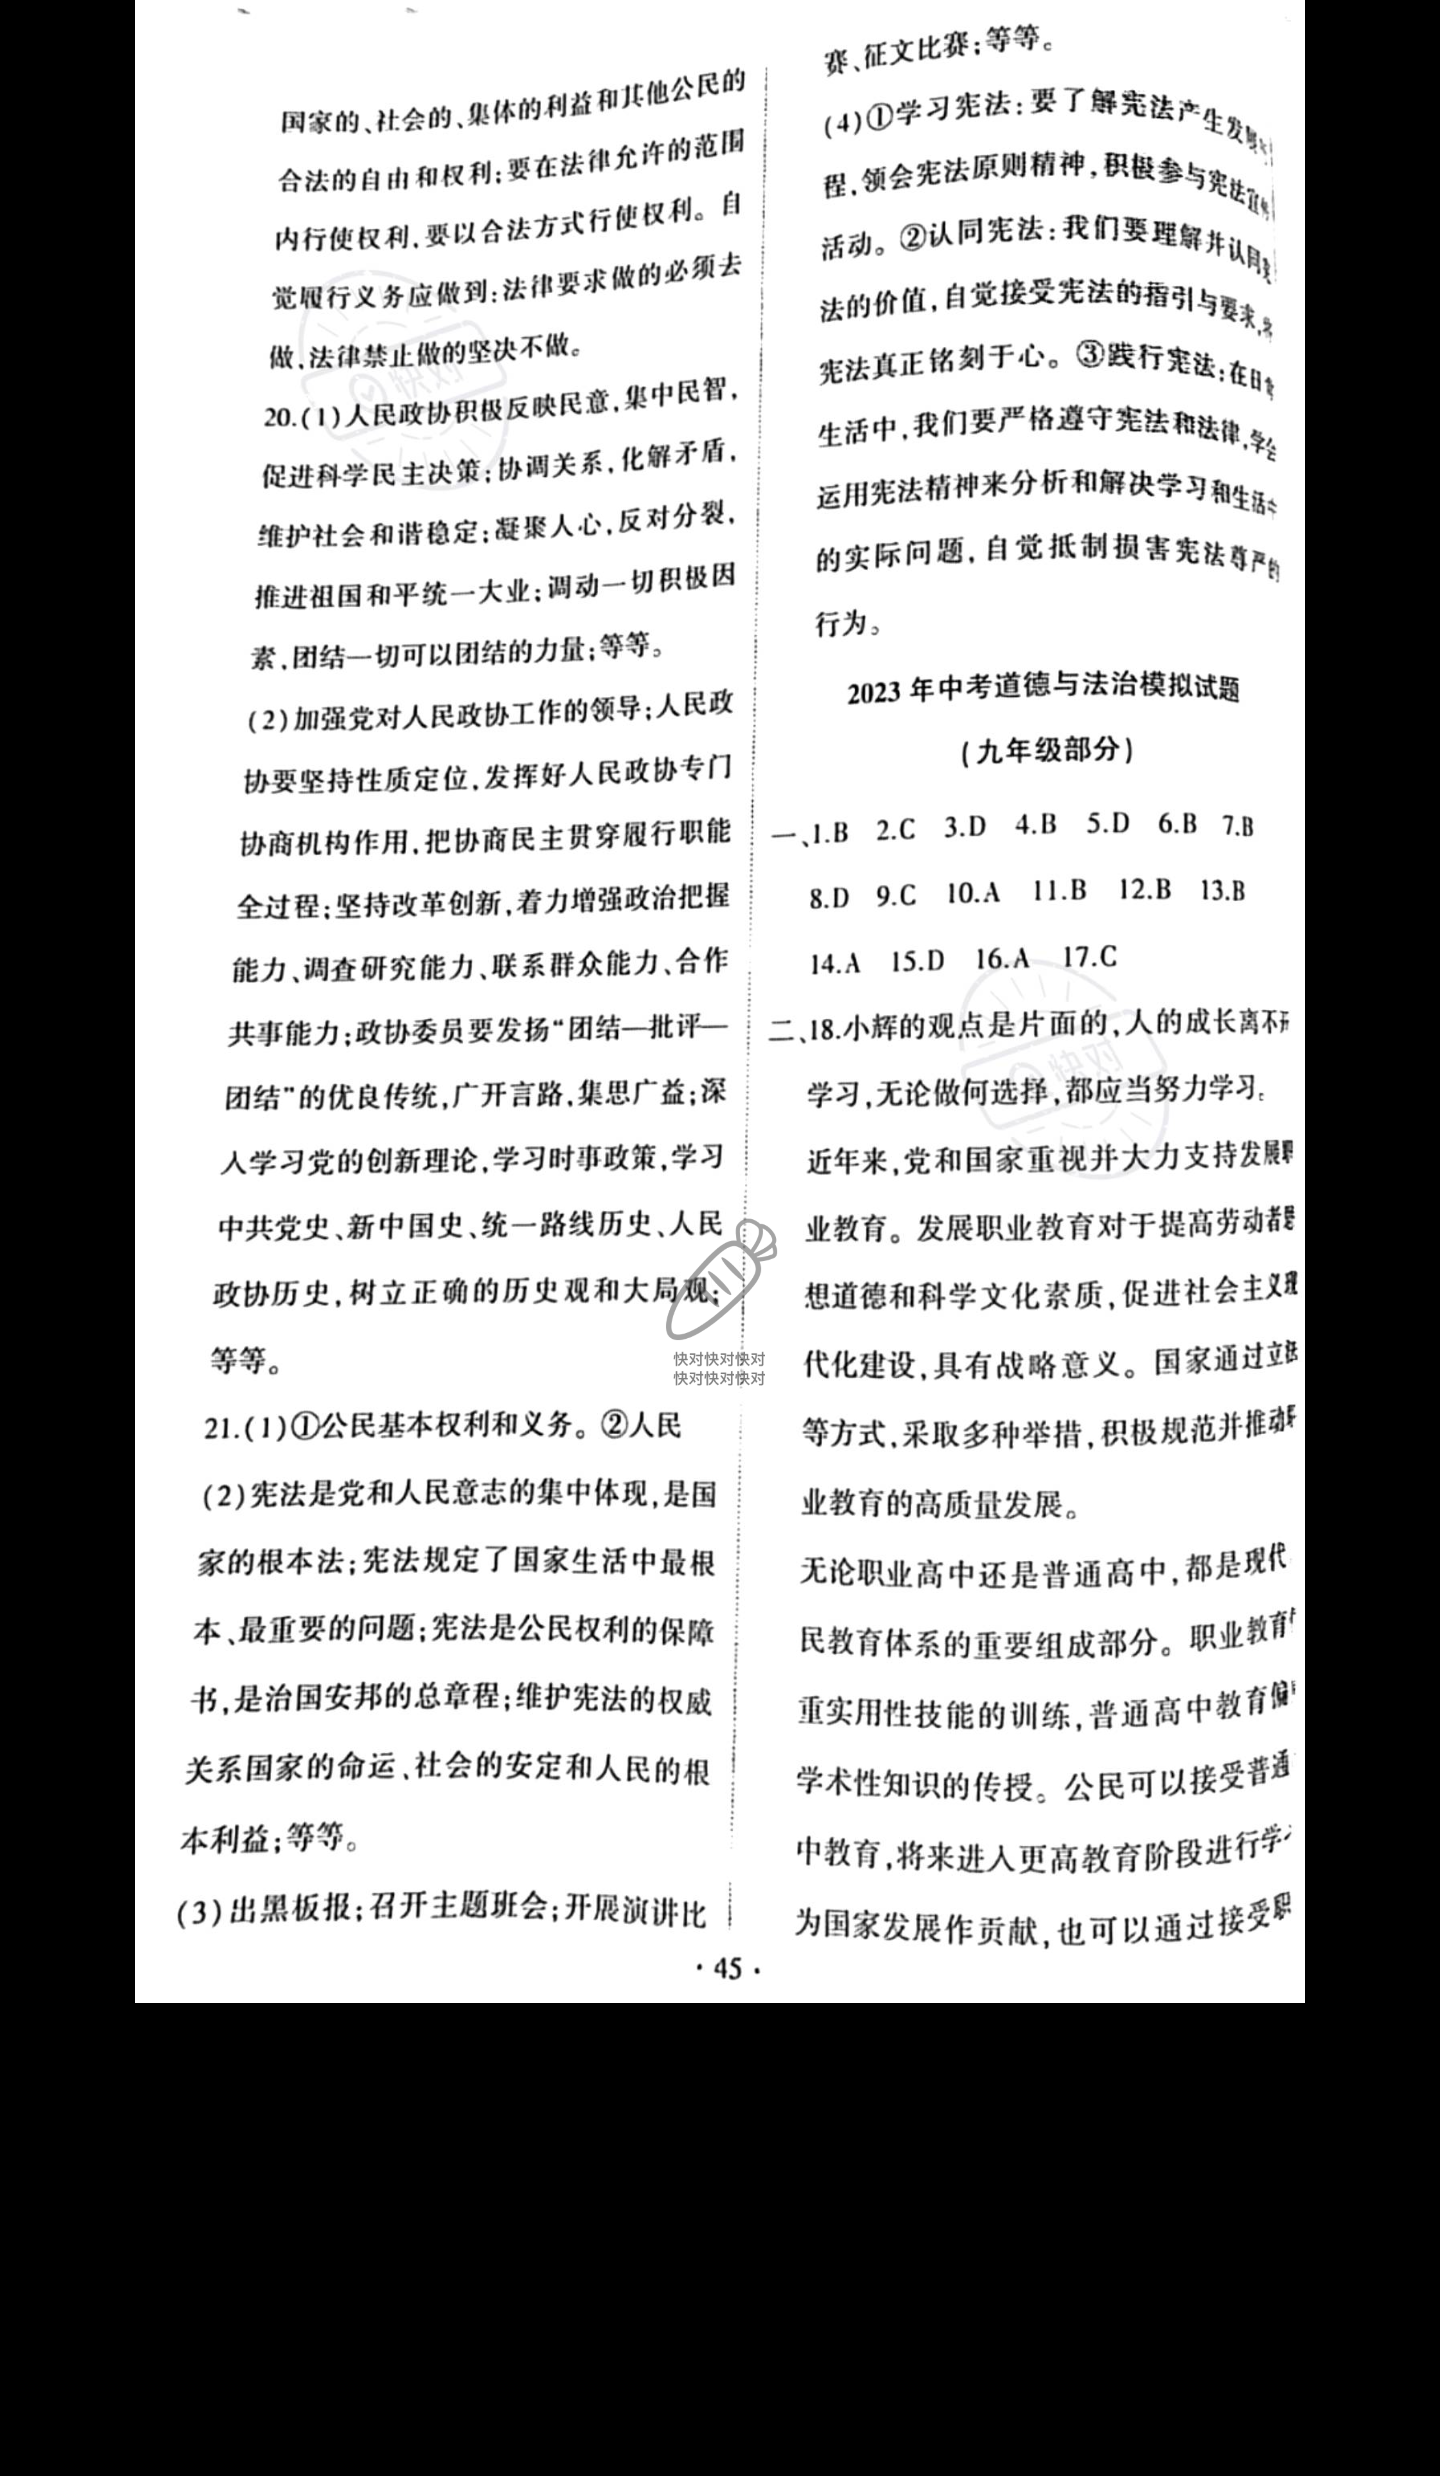 国家的、社会的、集体的利益和其他公民的
合法的自由和权利;要在法律允许的范围
内行使权利,要以合法方式行使权利。自
觉履行义务应做到:法律要求做的必须去
做,法律禁止做的坚决不做。
20.(1)人民政协积极反映民意,集中民智,
促进科学民主决策;协调关系,化解矛盾,
维护社会和谐稳定;凝聚人心,反对分裂,
推进祖国和平统一大业;调动一切积极因
素,团结一切可以团结的力量;等等。
(2)加强党对人民政协工作的领导;人民政
协要坚持性质定位,发挥好人民政协专门
协商机构作用,把协商民主贯穿履行职能
全过程;坚持改革创新,着力增强政治把握
能力、调查研究能力、联系群众能力、合作
共事能力;政协委员要发扬“团结—批评—
团结”的优良传统,广开言路,集思广益;深
入学习党的创新理论,学习时事政策,学习
中共党史、新中国史、统一路线历史、人民
政协历史,树立正确的历史观和大局观;
等等。
21.(1)①公民基本权利和义务。②人民
(2)宪法是党和人民意志的集中体现,是国
家的根本法;宪法规定了国家生活中最根
本、最重要的问题;宪法是公民权利的保障
书,是治国安邦的总章程;维护宪法的权威
关系国家的命运、社会的安定和人民的根
本利益;等等。
(3)出黑板报;召开主题班会;开展演讲比
赛、征文比赛;等等。
(4)①学习宪法:要了解宪法产生发展
程,领会宪法原则精神,积极参与宪法宣
活动。②认同宪法:我们要理解并认同
法的价值,自觉接受宪法的指引与要求,
宪法真正铭刻于心。③践行宪法:在日
生活中,我们要严格遵守宪法和法律,学会
运用宪法精神来分析和解决学习和生活中
的实际问题,自觉抵制损害宪法尊严的
行为。
2023年中考道德与法治模拟试题
(九年级部分)
一、1.B 2.C 3.D 4.B 5.D 6.B 7.B
8.D 9.C 10.A 11.B 12.B 13.B
14.A 15.D 16.A 17.C
二、18.小辉的观点是片面的,人的成长离不开
学习,无论做何选择,都应当努力学习。
近年来,党和国家重视并大力支持发展职
业教育。发展职业教育对于提高劳动者思
想道德和科学文化素质,促进社会主义现
代化建设,具有战略意义。国家通过立法
等方式,采取多种举措,积极规范并推动职
业教育的高质量发展。
无论职业高中还是普通高中,都是现代
民教育体系的重要组成部分。职业教育
重实用性技能的训练,普通高中教育偏
学术性知识的传授。公民可以接受普通
中教育,将来进入更高教育阶段进行学习
为国家发展作贡献,也可以通过接受职
·45·
快对
快对
快对快对快对
快对快对快对